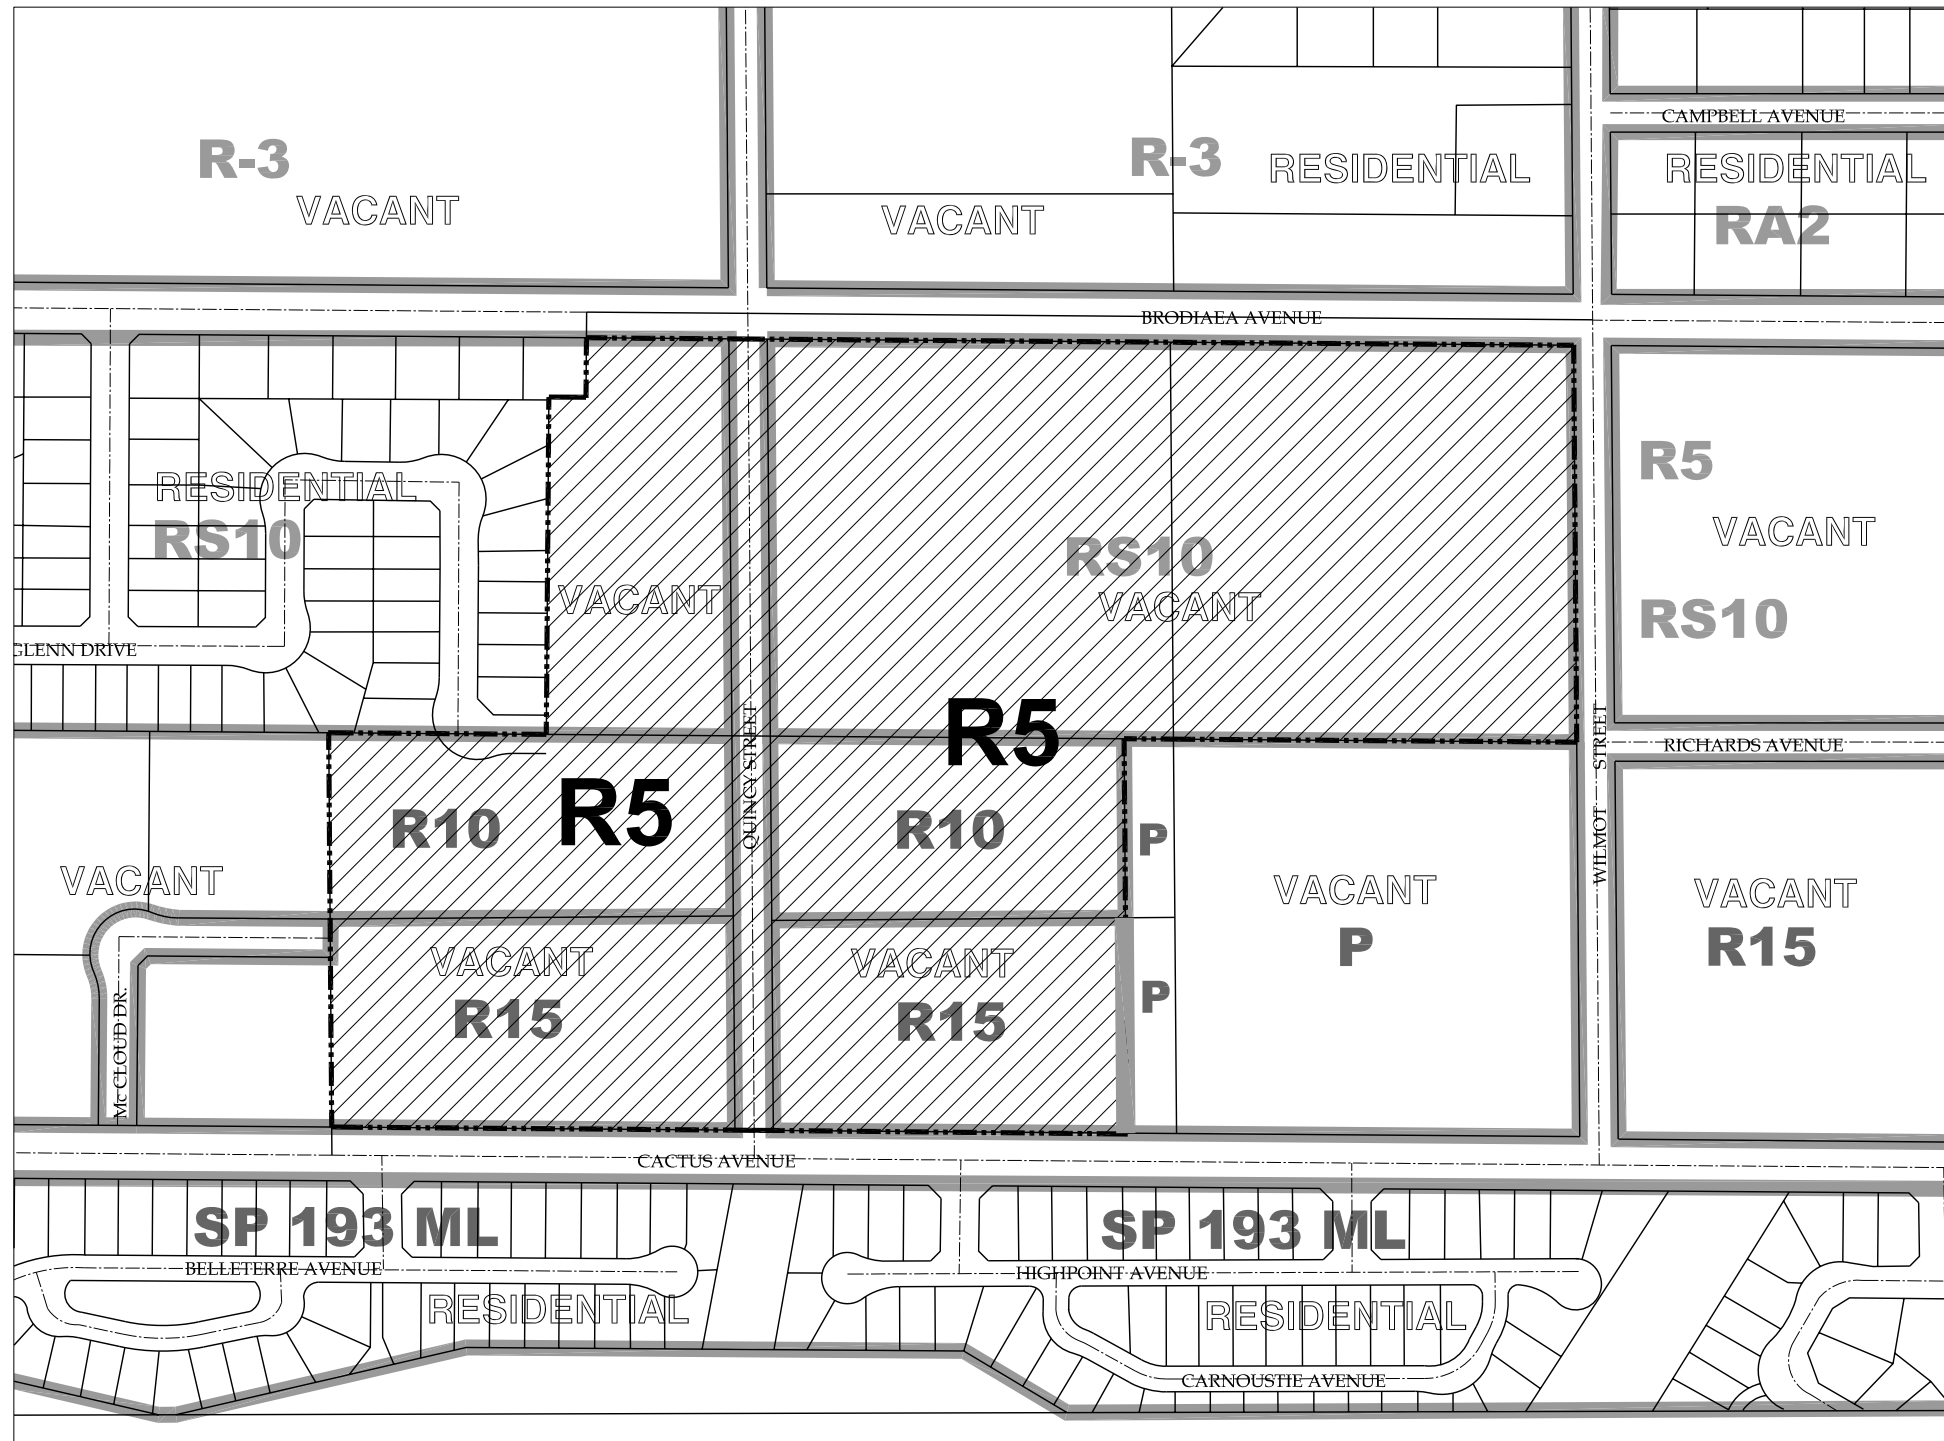 CAMPBELL AVENUE
R-3
VACANT
R-3
RESIDENTIAL
VACANT
RESIDENTIAL
RA2
BRODIAEA AVENUE
RESIDENTIAL
RS10
VACANT
RS10
VACANT
R5
VACANT
RS10
GLENN DRIVE
QUINCY STREET
R5
WILMOT STREET
RICHARDS AVENUE
R10
R5
R10
P
VACANT
VACANT
P
VACANT
R15
VACANT
R15
VACANT
R15
P
Mc CLOUD DR.
CACTUS AVENUE
SP 193 ML
SP 193 ML
BELLETERRE AVENUE
HIGHPOINT AVENUE
RESIDENTIAL
RESIDENTIAL
CARNOUSTIE AVENUE